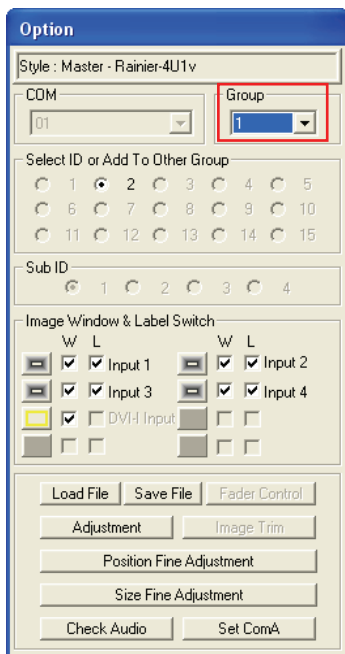 Option
Style : Master - Rainier-4U1v
COM Group
01 1
Select ID or Add To Other Group
1 2 3 4 5
6 7 8 9 10
11 12 13 14 15
Sub ID
1 2 3 4
Image Window & Label Switch
W L W L
Input 1 Input 2
Input 3 Input 4
DVI-I Input
Load File Save File Fader Control
Adjustment Image Trim
Position Fine Adjustment
Size Fine Adjustment
Check Audio Set ComA